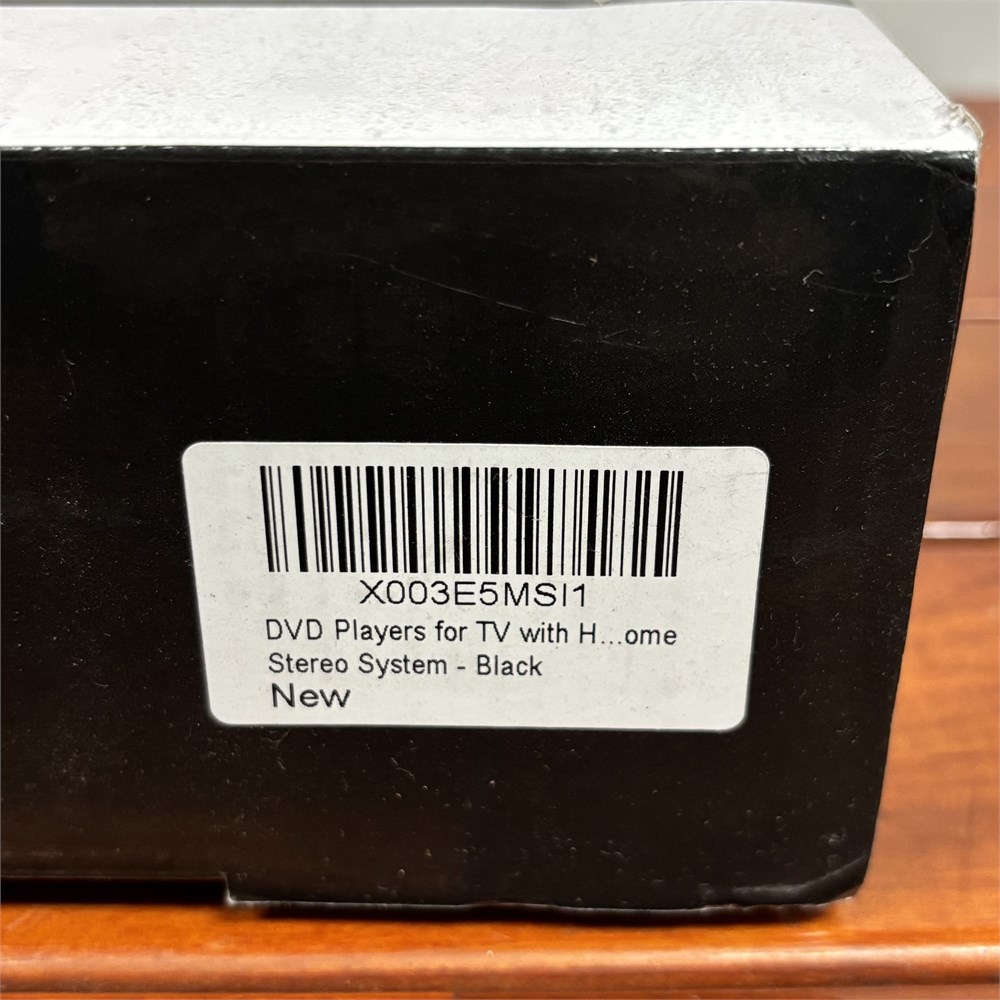 X003E5MSI1
DVD Players for TV with H...ome
Stereo System - Black
New